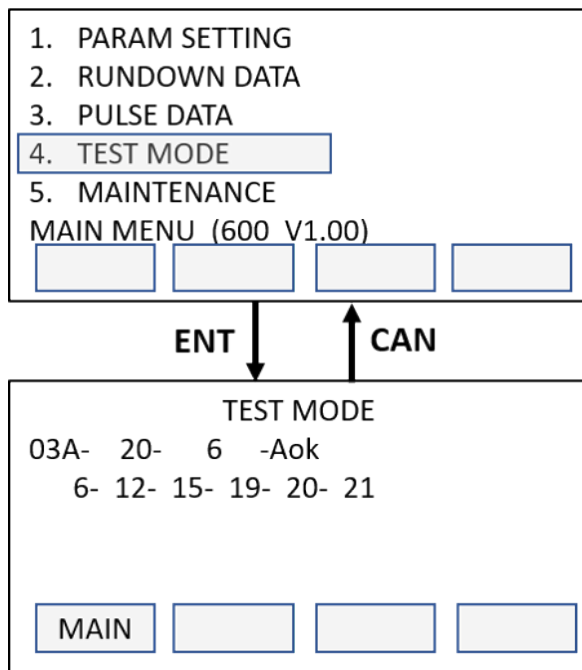 1. PARAM SETTING
2. RUNDOWN DATA
3. PULSE DATA
4. TEST MODE
5. MAINTENANCE
MAIN MENU (600 V1.00)
ENT
CAN
TEST MODE
03A- 20- 6 -Aok
6- 12- 15- 19- 20- 21
MAIN